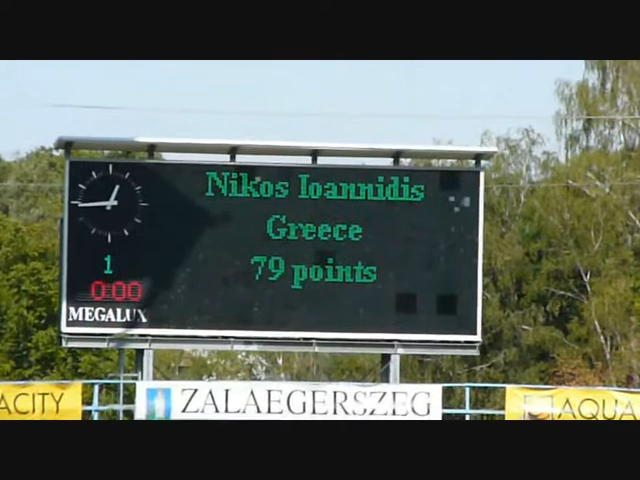 Nikos Ioannidis
Greece
79 points
1
0:00
MEGALUX
ACITY
ZALAEGERSZEG
AQUA